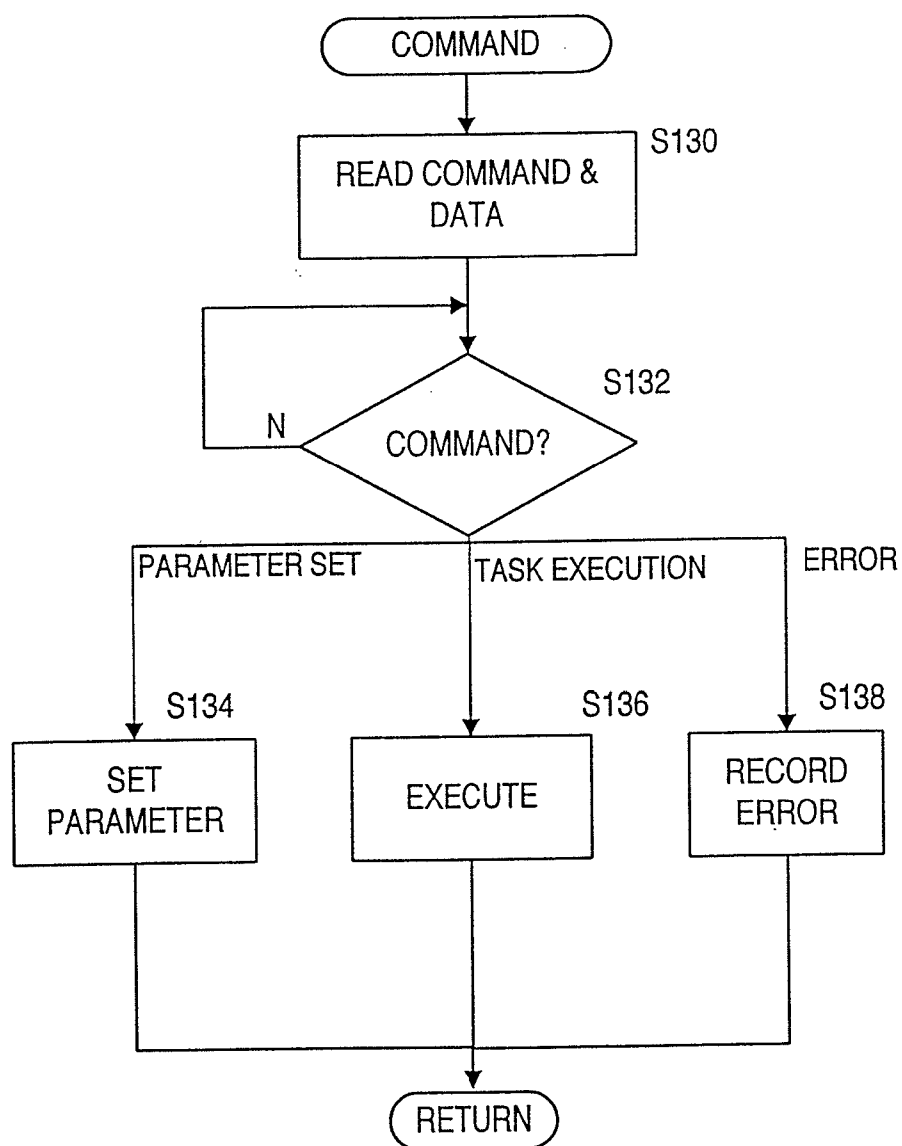 COMMAND
S130
READ COMMAND &
DATA
S132
N
COMMAND?
PARAMETER SET
TASK EXECUTION
ERROR
S134
S136
S138
SET
PARAMETER
EXECUTE
RECORD
ERROR
RETURN